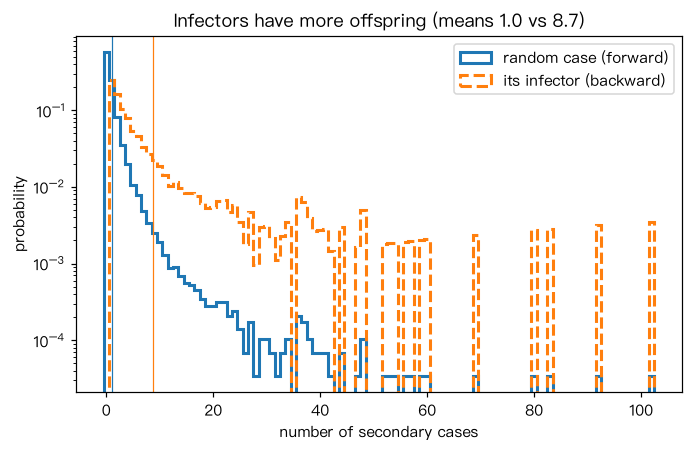 Infectors have more offspring (means 1.0 vs 8.7)
random case (forward)
its infector (backward)
probability
10⁻¹
10⁻²
10⁻³
10⁻⁴
0 20 40 60 80 100
number of secondary cases